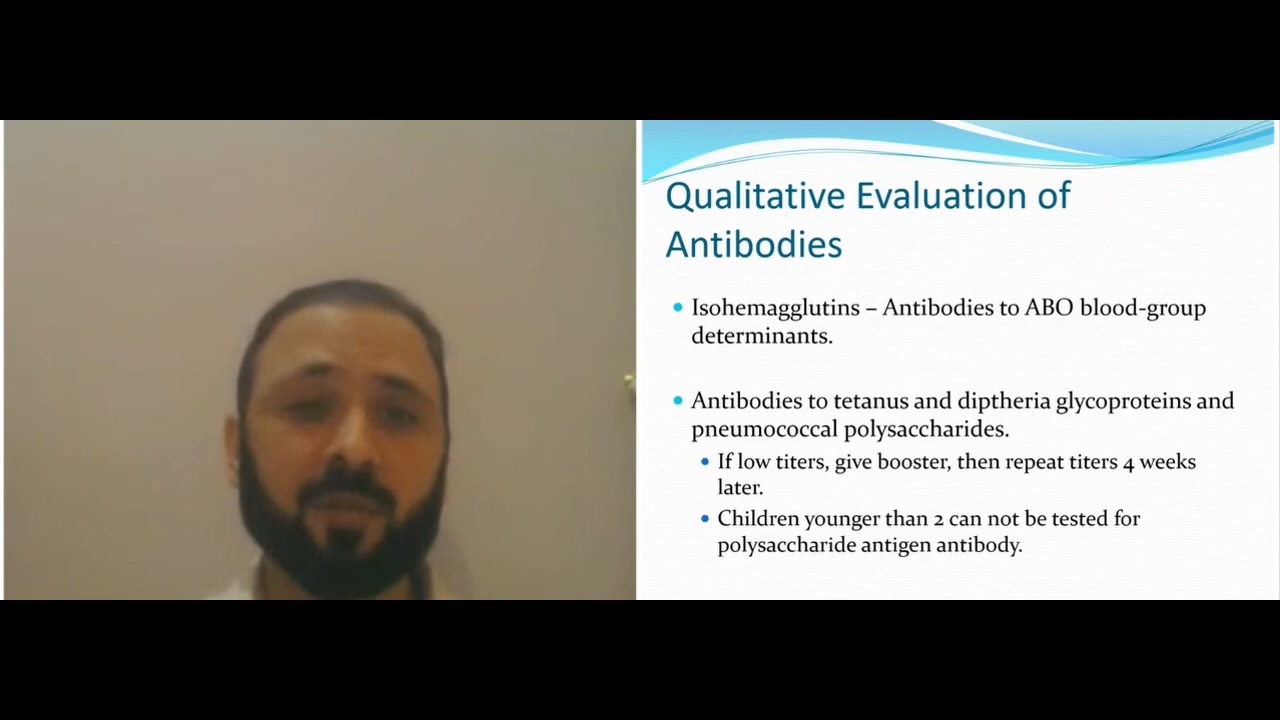 Qualitative Evaluation of
Antibodies
• Isohemagglutins – Antibodies to ABO blood-group
determinants.
• Antibodies to tetanus and diptheria glycoproteins and
pneumococcal polysaccharides.
• If low titers, give booster, then repeat titers 4 weeks
later.
• Children younger than 2 can not be tested for
polysaccharide antigen antibody.